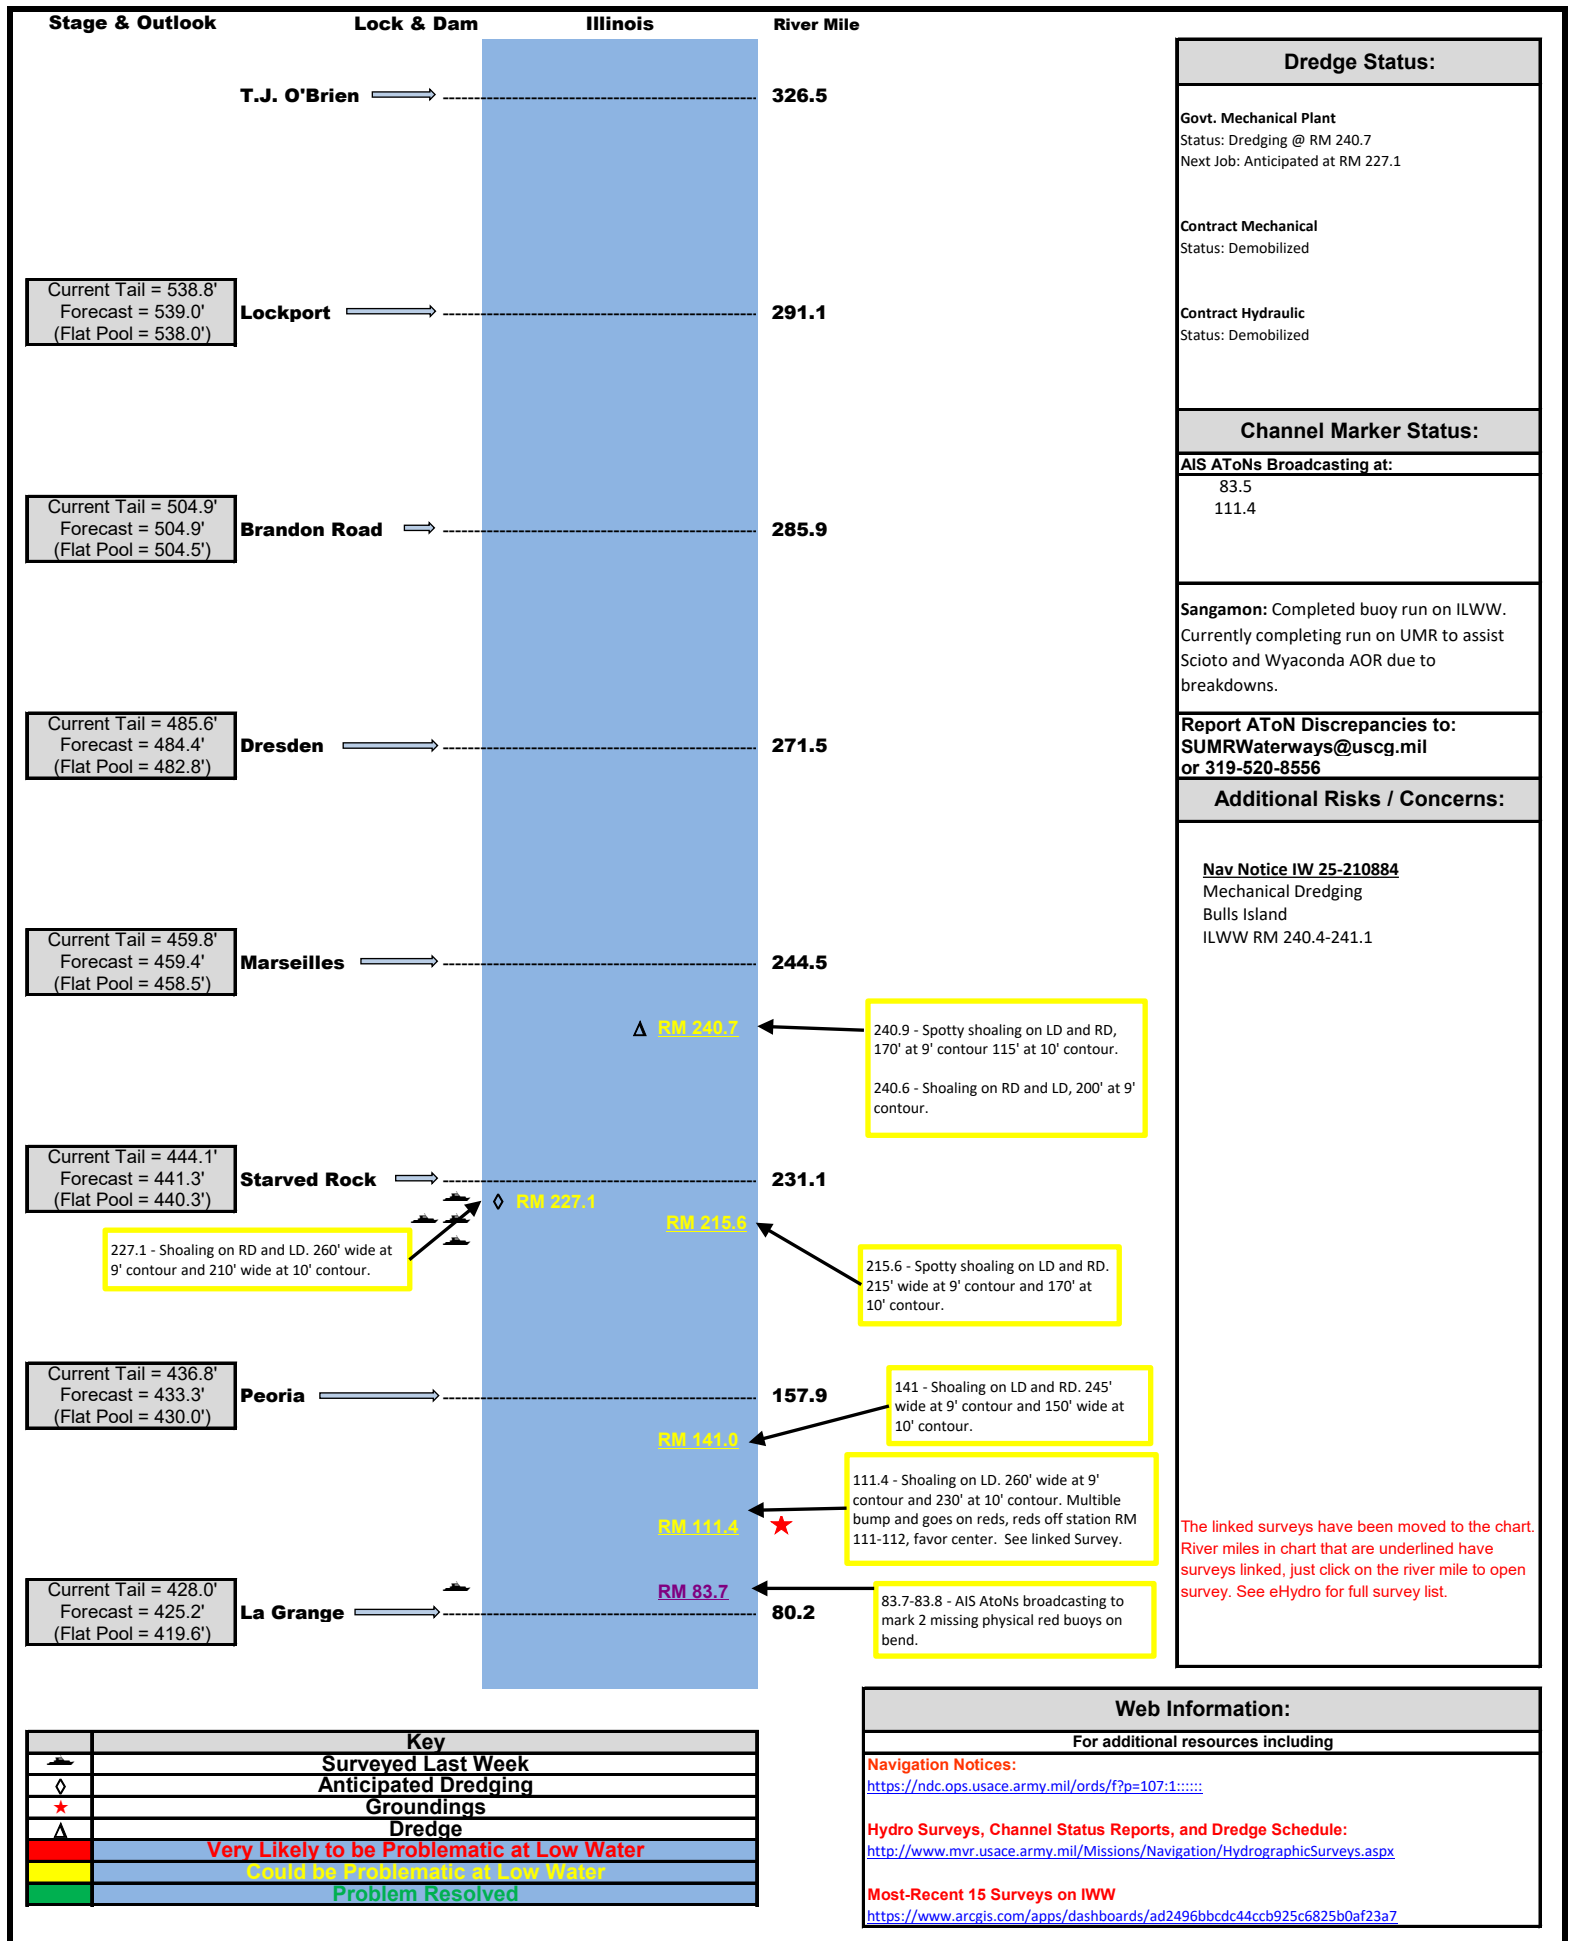 Stage & Outlook
Lock & Dam
Illinois
River Mile
T.J. O'Brien
326.5
Current Tail = 538.8'
Forecast = 539.0'
(Flat Pool = 538.0')
Lockport
291.1
Current Tail = 504.9'
Forecast = 504.9'
(Flat Pool = 504.5')
Brandon Road
285.9
Current Tail = 485.6'
Forecast = 484.4'
(Flat Pool = 482.8')
Dresden
271.5
Current Tail = 459.8'
Forecast = 459.4'
(Flat Pool = 458.5')
Marseilles
244.5
RM 240.7
240.9 - Spotty shoaling on LD and RD,
170' at 9' contour 115' at 10' contour.
240.6 - Shoaling on RD and LD, 200' at 9'
contour.
Current Tail = 444.1'
Forecast = 441.3'
(Flat Pool = 440.3')
Starved Rock
231.1
RM 227.1
RM 215.6
227.1 - Shoaling on RD and LD. 260' wide at
9' contour and 210' wide at 10' contour.
215.6 - Spotty shoaling on LD and RD.
215' wide at 9' contour and 170' at
10' contour.
Current Tail = 436.8'
Forecast = 433.3'
(Flat Pool = 430.0')
Peoria
157.9
141 - Shoaling on LD and RD. 245'
wide at 9' contour and 150' wide at
10' contour.
RM 141.0
111.4 - Shoaling on LD. 260' wide at 9'
contour and 230' at 10' contour. Multible
bump and goes on reds, reds off station RM
111-112, favor center. See linked Survey.
RM 111.4
Current Tail = 428.0'
Forecast = 425.2'
(Flat Pool = 419.6')
La Grange
RM 83.7
80.2
83.7-83.8 - AIS AtoNs broadcasting to
mark 2 missing physical red buoys on
bend.
Dredge Status:
Govt. Mechanical Plant
Status: Dredging @ RM 240.7
Next Job: Anticipated at RM 227.1
Contract Mechanical
Status: Demobilized
Contract Hydraulic
Status: Demobilized
Channel Marker Status:
AIS AToNs Broadcasting at:
83.5
111.4
Sangamon: Completed buoy run on ILWW.
Currently completing run on UMR to assist
Scioto and Wyaconda AOR due to
breakdowns.
Report AToN Discrepancies to:
SUMRWaterways@uscg.mil
or 319-520-8556
Additional Risks / Concerns:
Nav Notice IW 25-210884
Mechanical Dredging
Bulls Island
ILWW RM 240.4-241.1
The linked surveys have been moved to the chart.
River miles in chart that are underlined have
surveys linked, just click on the river mile to open
survey. See eHydro for full survey list.
Key
Surveyed Last Week
Anticipated Dredging
Groundings
Dredge
Very Likely to be Problematic at Low Water
Could be Problematic at Low Water
Problem Resolved
Web Information:
For additional resources including
Navigation Notices:
https://ndc.ops.usace.army.mil/ords/f?p=107:1::::::
Hydro Surveys, Channel Status Reports, and Dredge Schedule:
http://www.mvr.usace.army.mil/Missions/Navigation/HydrographicSurveys.aspx
Most-Recent 15 Surveys on IWW
https://www.arcgis.com/apps/dashboards/ad2496bbcdc44ccb925c6825b0af23a7